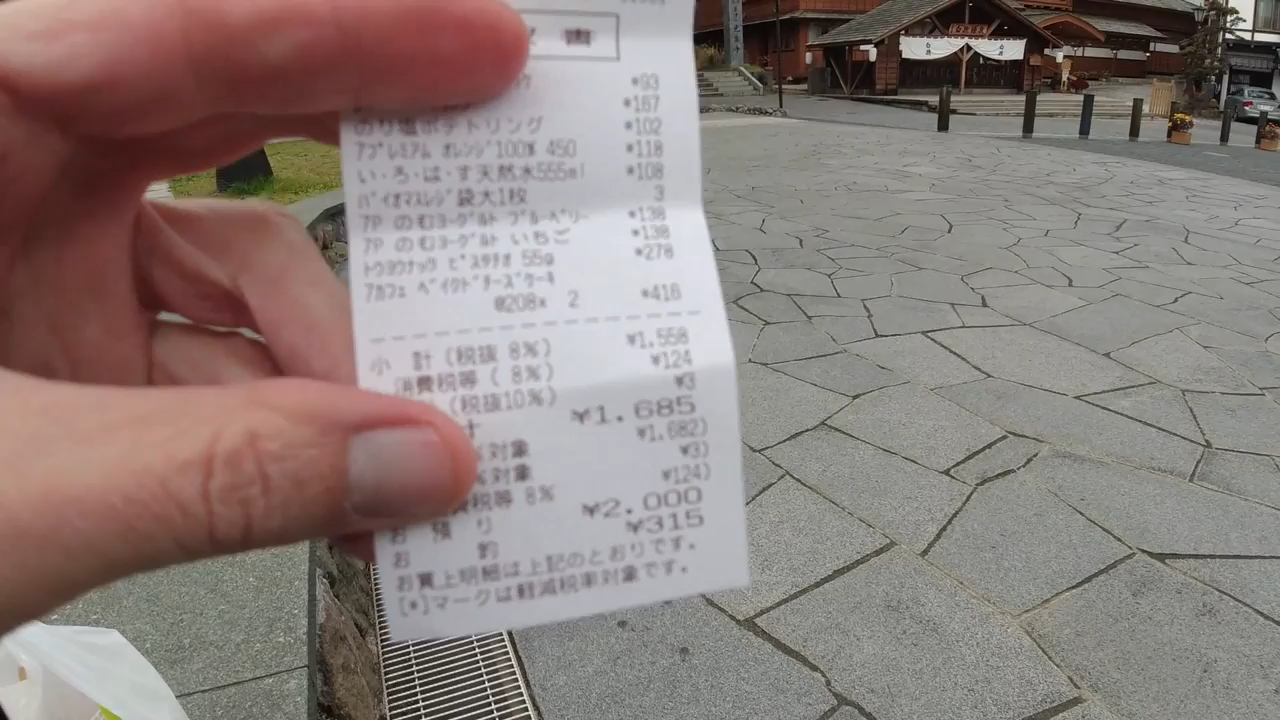 *93
*167
のり塩ポテトリング *102
7プレミアム オレンジ100% 450 *118
い・ろ・は・す天然水555ml *108
バイオマスレジ袋大1枚 3
7P のむヨーグルト ブルーベリー *138
7P のむヨーグルト いちご *138
トウヨウナッツ ピスタチオ 55g *278
7カフェ ベイクドチーズケーキ
@208x 2 *416
小 計(税抜 8%) ¥1,558
消費税等( 8%) ¥124
(税抜10%) ¥3
¥1,685
対象 ¥1,682)
対象 ¥3)
税等 8% ¥124)
お 預 り ¥2,000
お 釣 ¥315
お買上明細は上記のとおりです。
[*]マークは軽減税率対象です。